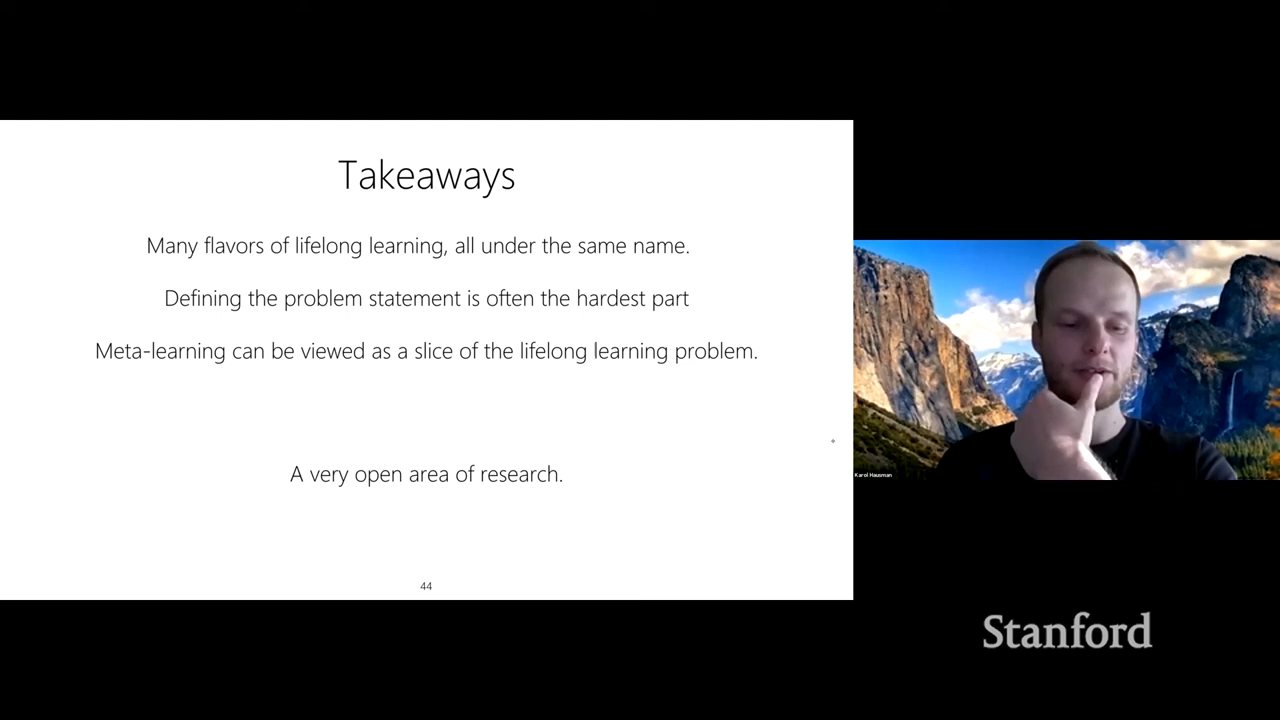 Takeaways
Many flavors of lifelong learning, all under the same name.
Defining the problem statement is often the hardest part
Meta-learning can be viewed as a slice of the lifelong learning problem.
A very open area of research.
44
Karol Hausman
Stanford